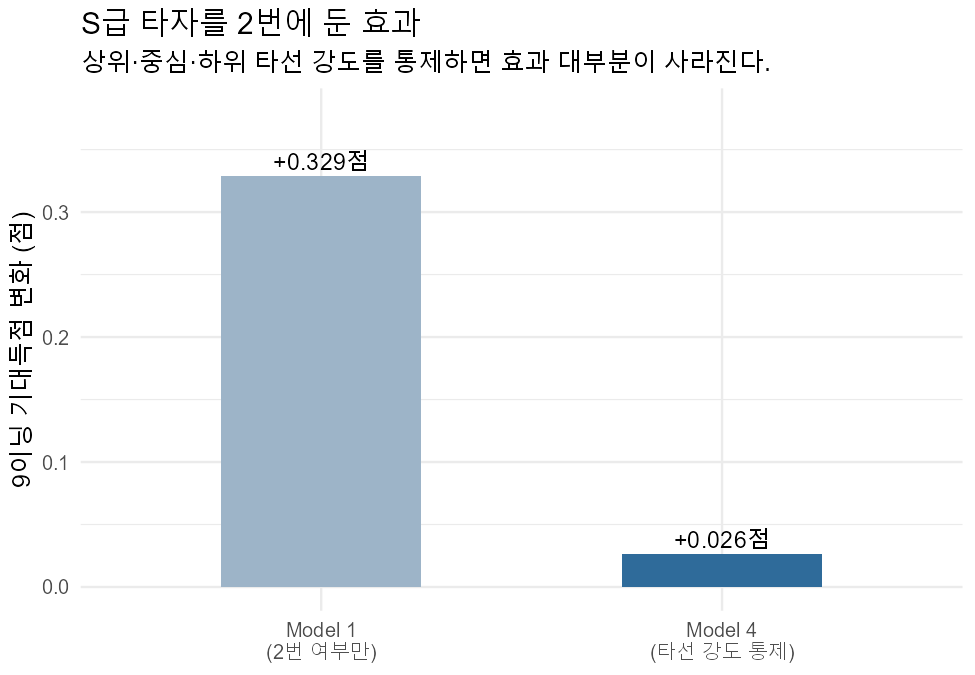 S급 타자를 2번에 둔 효과
상위·중심·하위 타선 강도를 통제하면 효과 대부분이 사라진다.
9이닝 기대득점 변화 (점)
0.3
0.2
0.1
0.0
+0.329점
+0.026점
Model 1
(2번 여부만)
Model 4
(타선 강도 통제)